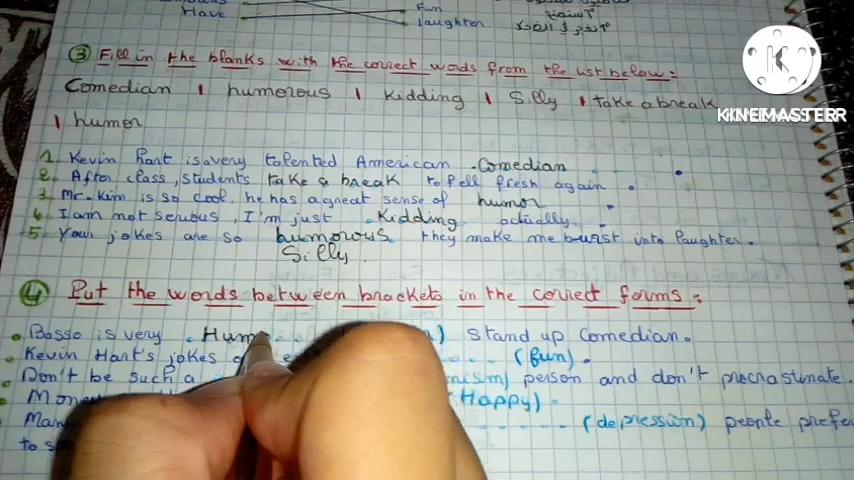 Have
Fun
laughter
③ Fill in the blanks with the correct words from the list below:
Comedian | humorous | kidding | Silly | take a break
| humor
1. Kevin hart is a very talented American Comedian
2. After class, students take a break to fell fresh again.
3. Mr. Kim is so cool, he has a great sense of humor.
4. I am not serious, I'm just kidding actually.
5. Your jokes are so humorous they make me burst into laughter.
Silly.
④ Put the words between brackets in the correct forms:
Basso is very Humo ) stand up Comedian.
Kevin Hart's jokes (fun).
Don't be such a person and don't procrastinate.
(Happy)
(depression) people prefer
to
K
KINEMASTER